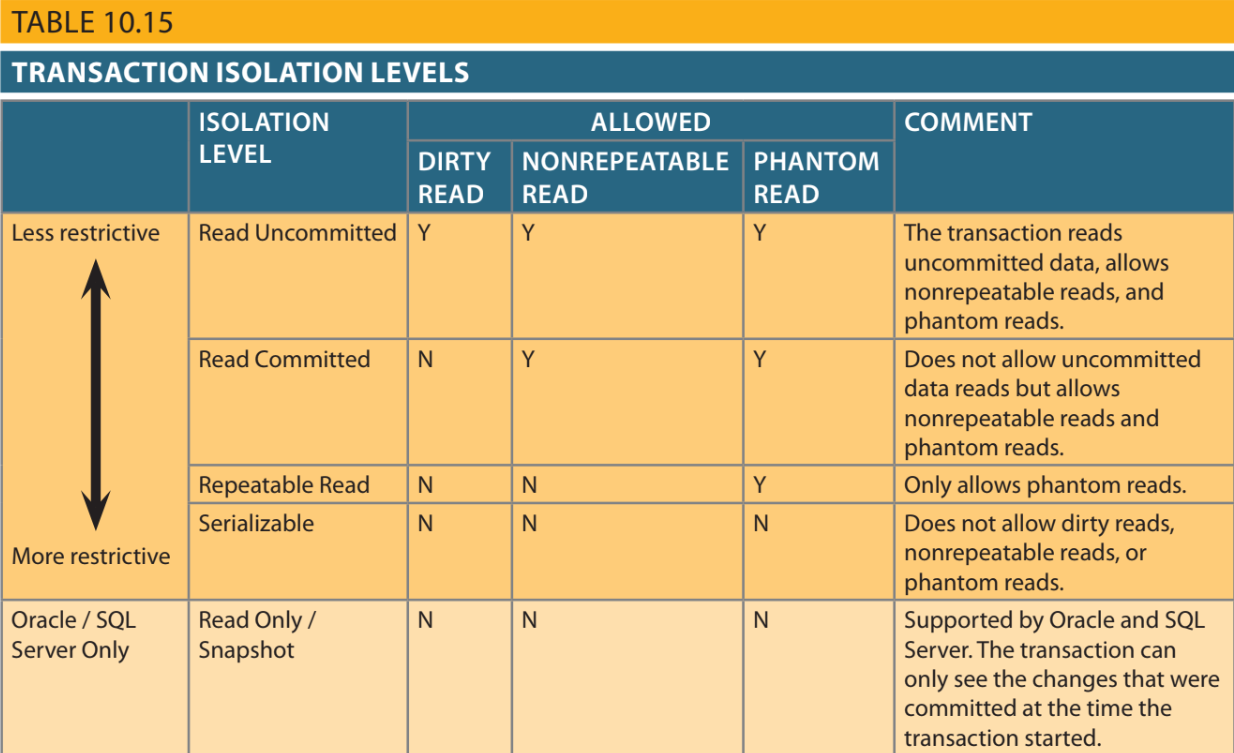 TABLE 10.15
TRANSACTION ISOLATION LEVELS
ISOLATION
LEVEL
ALLOWED
COMMENT
DIRTY
READ
NONREPEATABLE
READ
PHANTOM
READ
Less restrictive
Read Uncommitted
Y
Y
Y
The transaction reads
uncommitted data, allows
nonrepeatable reads, and
phantom reads.
Read Committed
N
Y
Y
Does not allow uncommitted
data reads but allows
nonrepeatable reads and
phantom reads.
Repeatable Read
N
N
Y
Only allows phantom reads.
More restrictive
Serializable
N
N
N
Does not allow dirty reads,
nonrepeatable reads, or
phantom reads.
Oracle / SQL
Server Only
Read Only /
Snapshot
N
N
N
Supported by Oracle and SQL
Server. The transaction can
only see the changes that were
committed at the time the
transaction started.